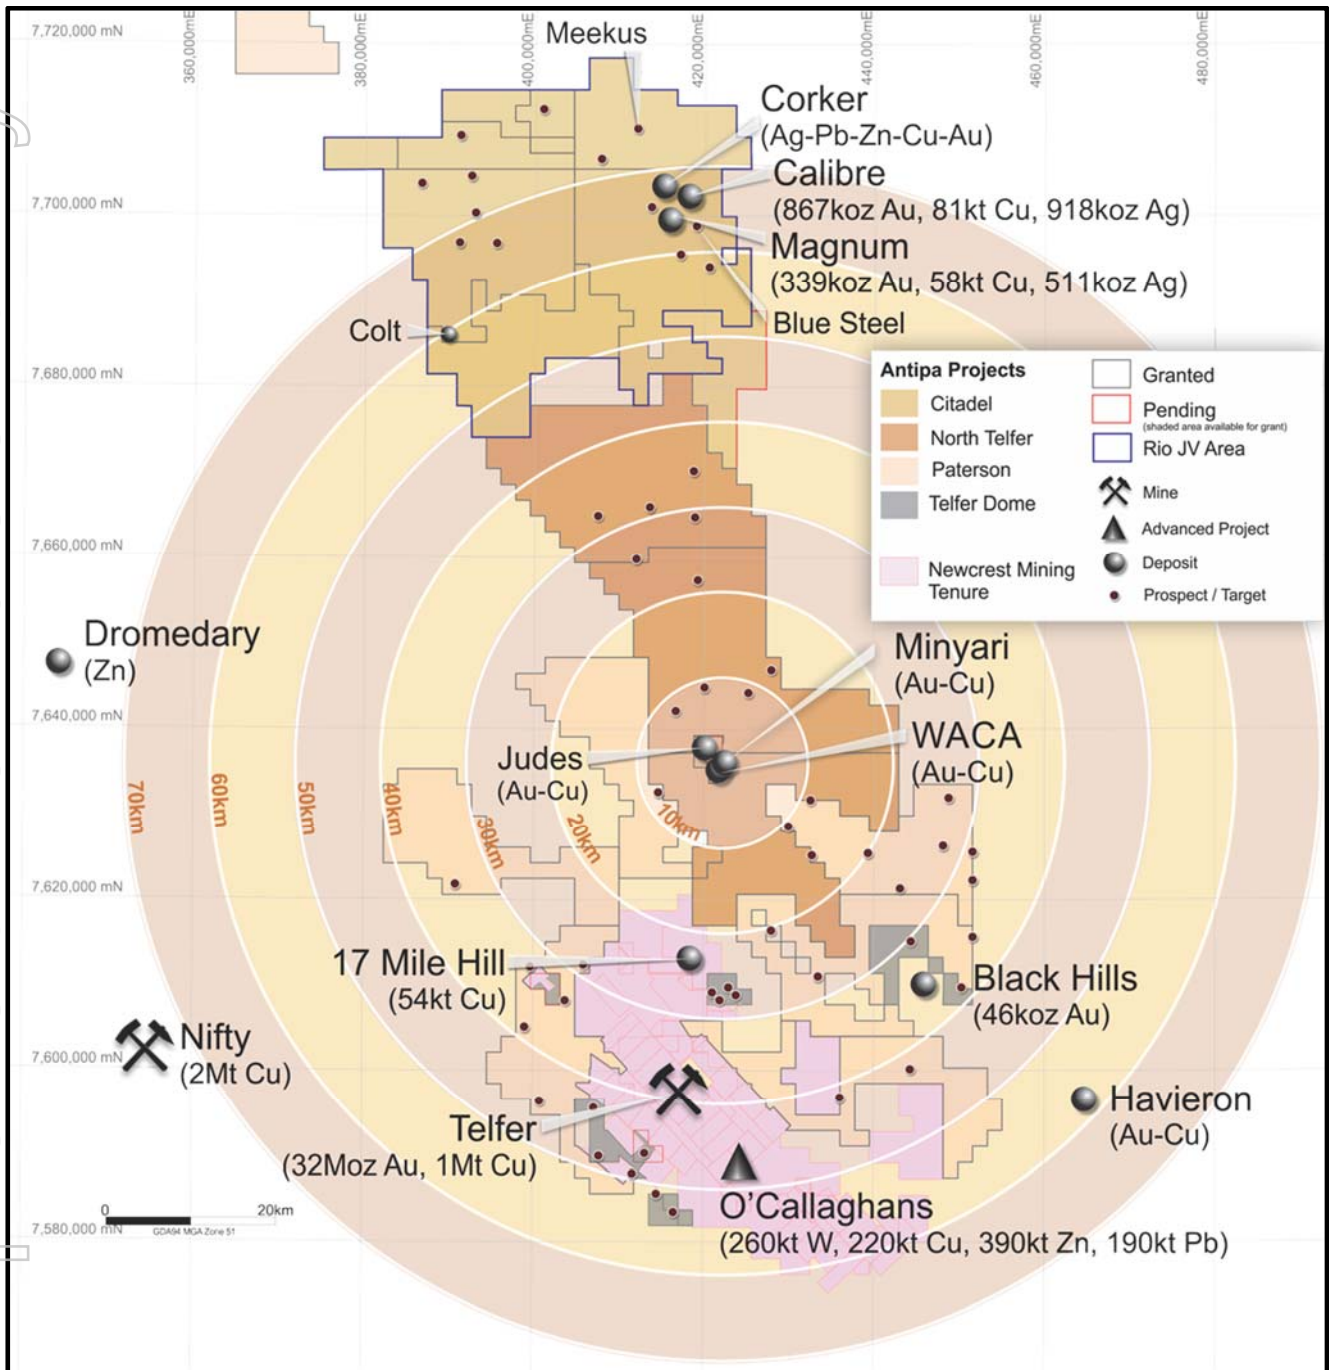 7,720,000 mN
360,000mE
380,000mE
400,000mE
420,000mE
440,000mE
460,000mE
480,000mE
Meekus
Corker
(Ag-Pb-Zn-Cu-Au)
Calibre
(867koz Au, 81kt Cu, 918koz Ag)
7,700,000 mN
Magnum
(339koz Au, 58kt Cu, 511koz Ag)
Blue Steel
Colt
7,680,000 mN
Antipa Projects
Citadel
North Telfer
Paterson
Telfer Dome
Newcrest Mining
Tenure
Granted
Pending
(shaded area available for grant)
Rio JV Area
Mine
Advanced Project
Deposit
Prospect / Target
7,660,000 mN
Dromedary
(Zn)
Minyari
(Au-Cu)
7,640,000 mN
WACA
(Au-Cu)
Judes
(Au-Cu)
70km
60km
50km
40km
30km
20km
10km
7,620,000 mN
17 Mile Hill
(54kt Cu)
Black Hills
(46koz Au)
Nifty
(2Mt Cu)
7,600,000 mN
Havieron
(Au-Cu)
Telfer
(32Moz Au, 1Mt Cu)
O'Callaghans
(260kt W, 220kt Cu, 390kt Zn, 190kt Pb)
0 20km
GDA94 MGA Zone 51
7,580,000 mN